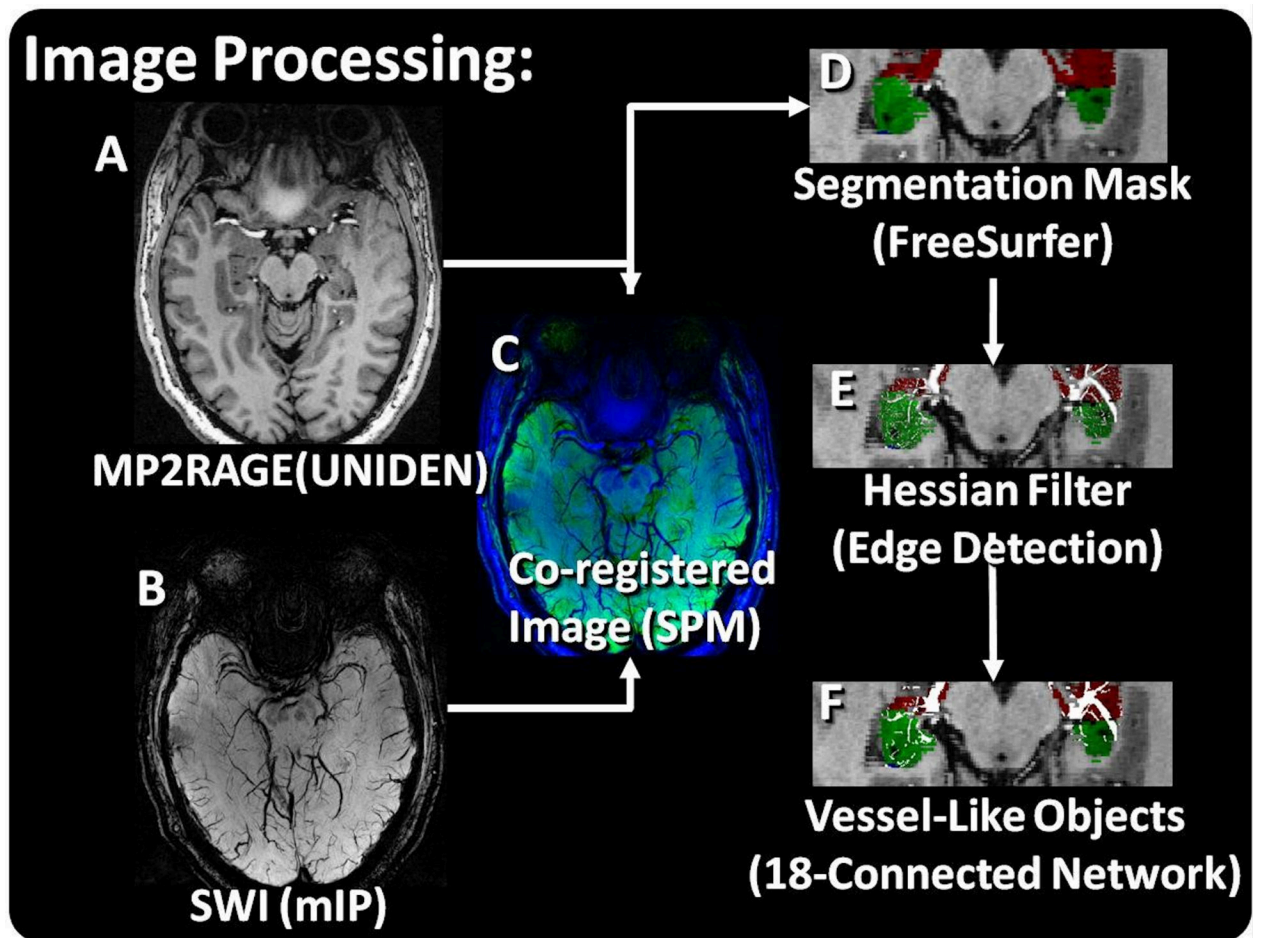 Image Processing:
A
MP2RAGE(UNIDEN)
B
SWI (mIP)
C
Co-registered
Image (SPM)
D
Segmentation Mask
(FreeSurfer)
E
Hessian Filter
(Edge Detection)
F
Vessel-Like Objects
(18-Connected Network)